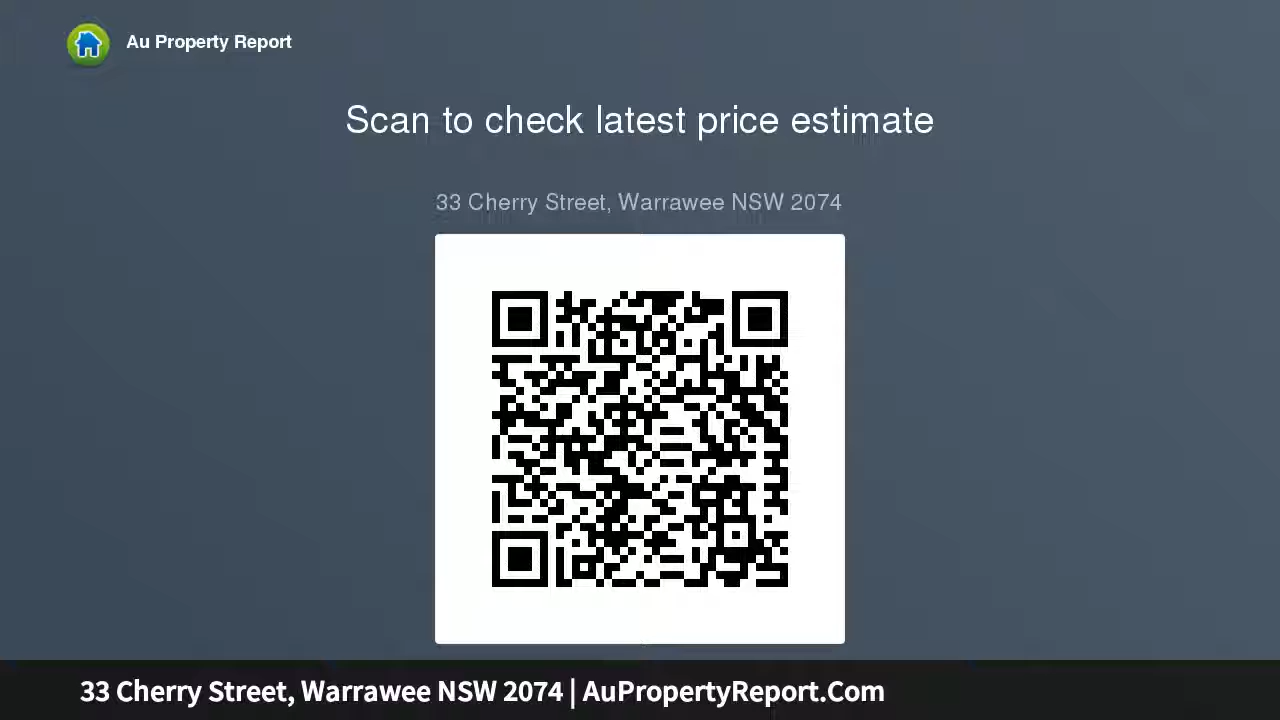 Au Property Report
Scan to check latest price estimate
33 Cherry Street, Warrawee NSW 2074
33 Cherry Street, Warrawee NSW 2074 | AuPropertyReport.Com